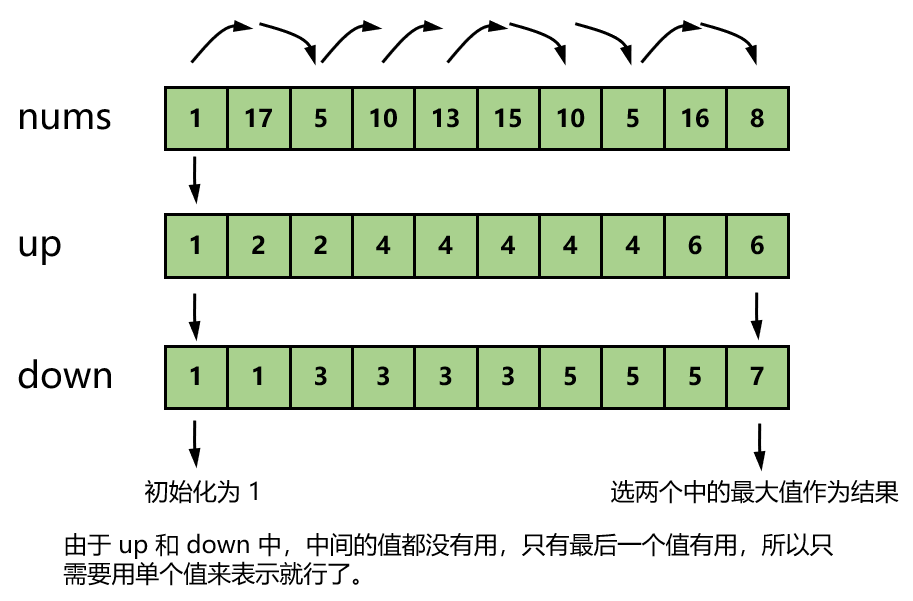 nums 1 17 5 10 13 15 10 5 16 8
up 1 2 2 4 4 4 4 4 6 6
down 1 1 3 3 3 3 5 5 5 7
初始化为 1 选两个中的最大值作为结果
由于 up 和 down 中，中间的值都没有用，只有最后一个值有用，所以只
需要用单个值来表示就行了。